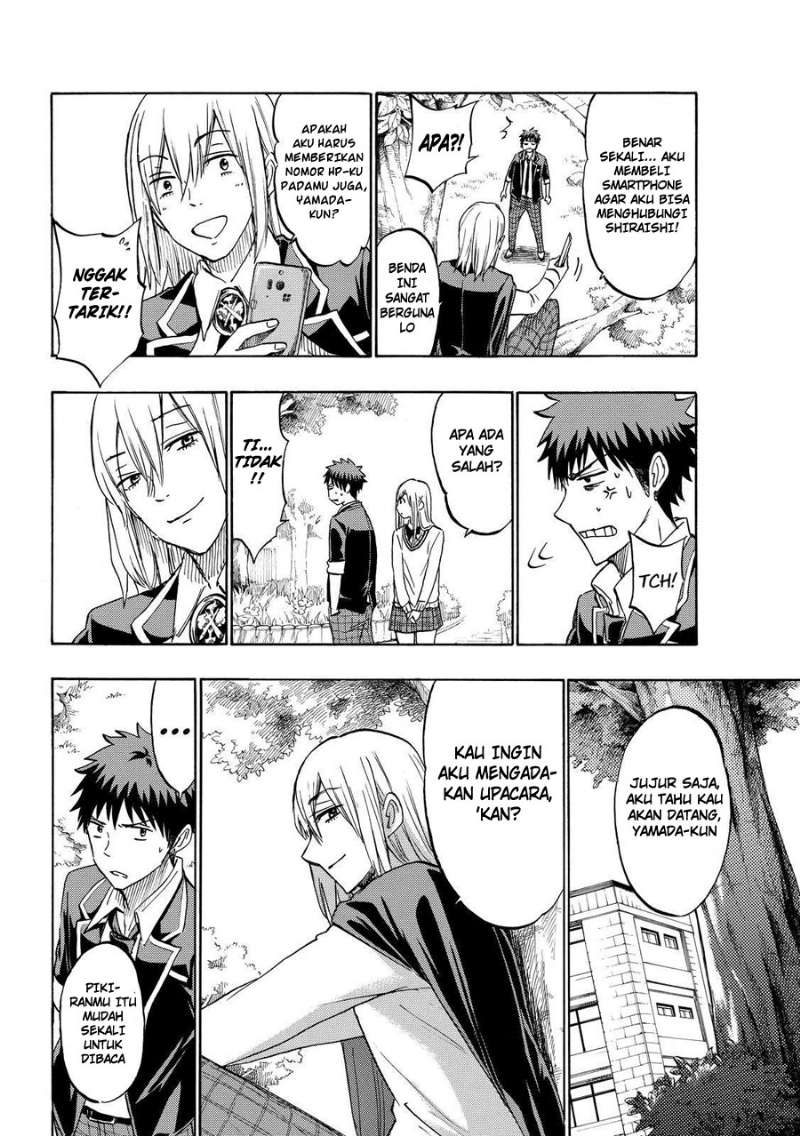 BENAR
SEKALI... AKU
MEMBELI
SMARTPHONE
AGAR AKU BISA
MENGHUBUNGI
SHIRAISHI!
APA?!
BENDA
INI
SANGAT
BERGUNA
LO
APAKAH
AKU HARUS
MEMBERIKAN
NOMOR HP-KU
PADAMU JUGA,
YAMADA-
KUN?
NGGAK
TER-
TARIK!!
TCH!
APA ADA
YANG
SALAH?
TI...
TIDAK
!!
JUJUR SAJA,
AKU TAHU KAU
AKAN DATANG,
YAMADA-KUN
KAU INGIN
AKU MENGADA-
KAN UPACARA,
'KAN?
...
PIKI-
RANMU ITU
MUDAH
SEKALI
UNTUK
DIBACA